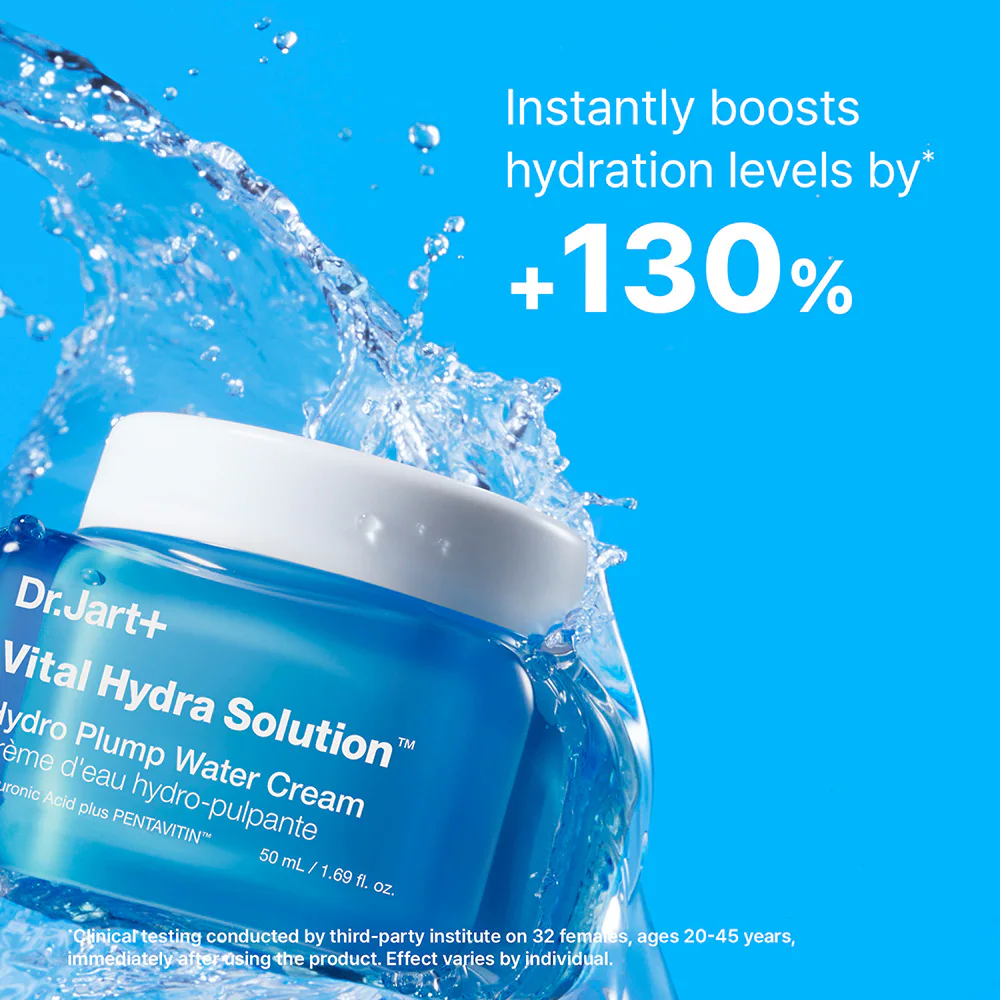 Instantly boosts
hydration levels by*
+130%
Dr.Jart+
Vital Hydra Solution™
Hydro Plump Water Cream
d'eau hydro-pulpante
Acid plus PENTAVITIN™
50 mL / 1.69 fl. oz.
*Clinical testing conducted by third-party institute on 32 females, ages 20-45 years,
immediately after using the product. Effect varies by individual.